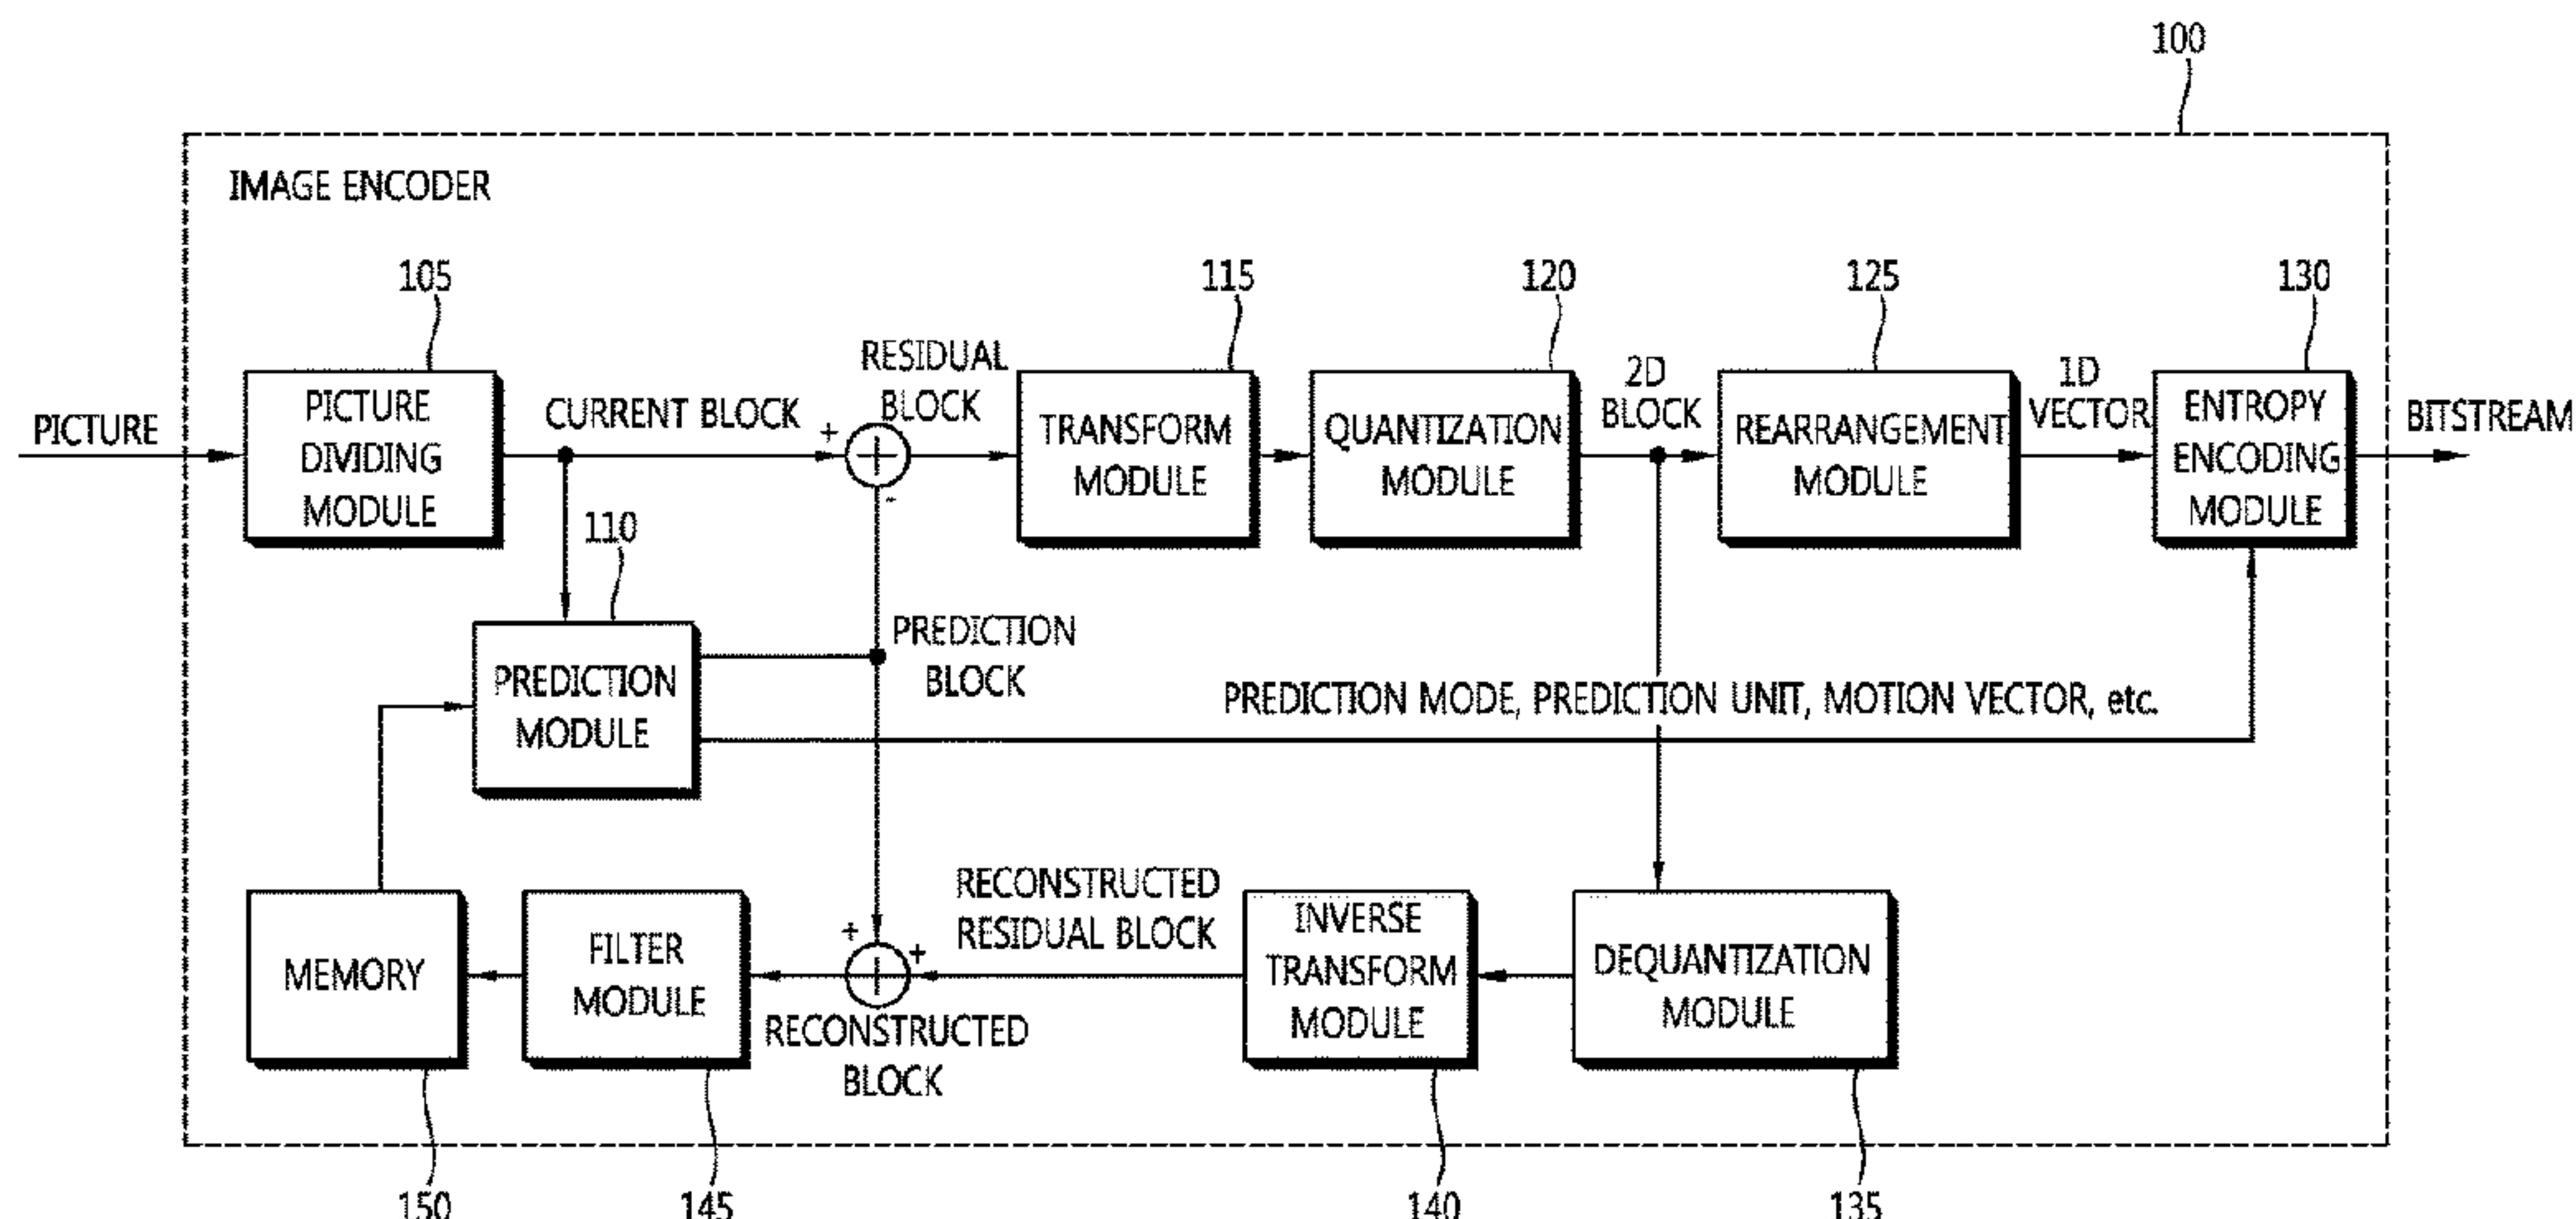 100
IMAGE ENCODER
105
115
120
125
130
PICTURE
PICTURE
DIVIDING
MODULE
CURRENT BLOCK
+
-
RESIDUAL
BLOCK
TRANSFORM
MODULE
QUANTIZATION
MODULE
2D
BLOCK
REARRANGEMENT
MODULE
1D
VECTOR
ENTROPY
ENCODING
MODULE
BITSTREAM
110
PREDICTION
MODULE
PREDICTION
BLOCK
PREDICTION MODE, PREDICTION UNIT, MOTION VECTOR, etc.
MEMORY
FILTER
MODULE
+
+
RECONSTRUCTED
BLOCK
RECONSTRUCTED
RESIDUAL BLOCK
INVERSE
TRANSFORM
MODULE
DEQUANTIZATION
MODULE
150
145
140
135